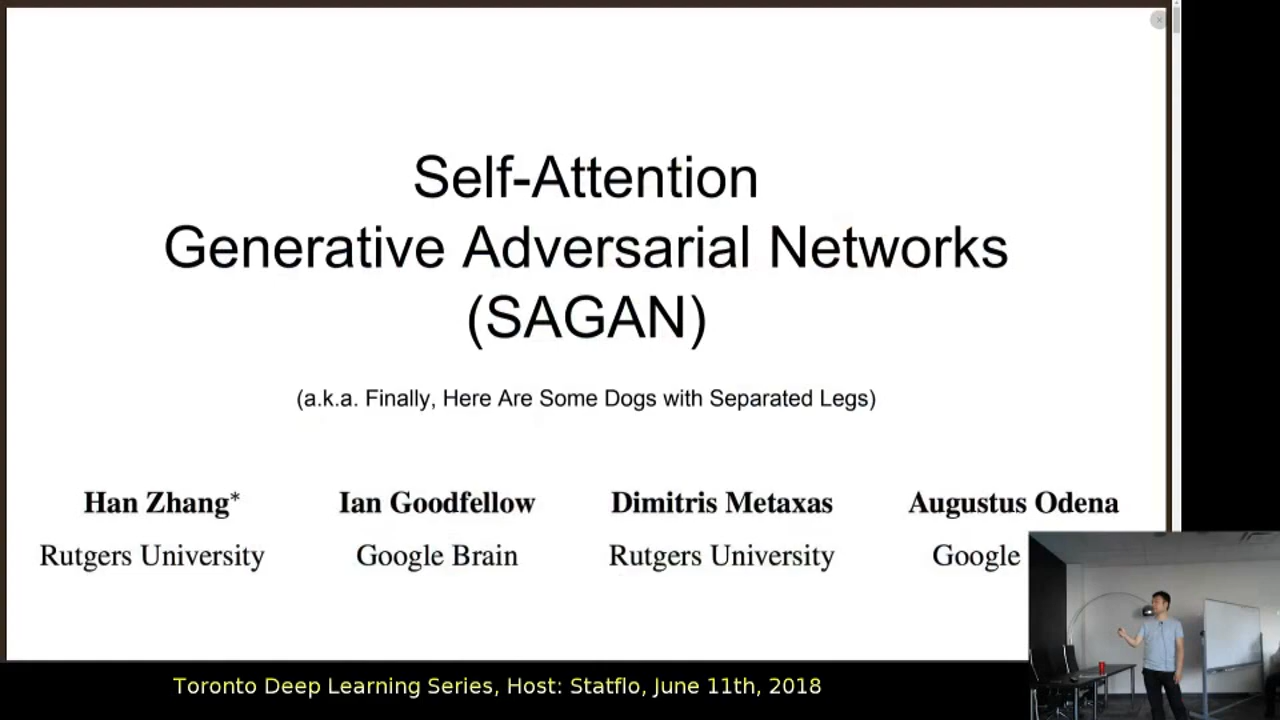 Self-Attention
Generative Adversarial Networks
(SAGAN)
(a.k.a. Finally, Here Are Some Dogs with Separated Legs)
Han Zhang* Ian Goodfellow Dimitris Metaxas Augustus Odena
Rutgers University Google Brain Rutgers University Google
Toronto Deep Learning Series, Host: Statflo, June 11th, 2018